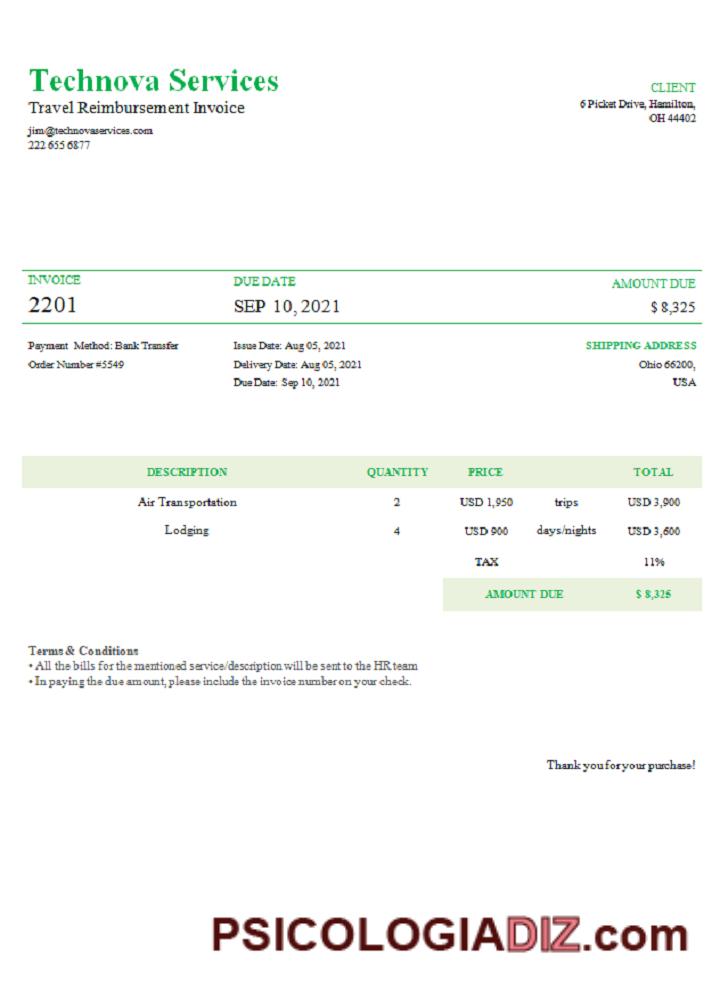 Technova Services
Travel Reimbursement Invoice
jim@technovaservices.com
222 655 6877
CLIENT
6 Picket Drive, Hamilton,
OH 44402
INVOICE DUE DATE AMOUNT DUE
2201 SEP 10, 2021 $ 8,325
Payment Method: Bank Transfer Issue Date: Aug 05, 2021 SHIPPING ADDRESS
Order Number #5549 Delivery Date: Aug 05, 2021 Ohio 66200,
Due Date: Sep 10, 2021 USA
DESCRIPTION QUANTITY PRICE TOTAL
Air Transportation 2 USD 1,950 trips USD 3,900
Lodging 4 USD 900 days/nights USD 3,600
TAX 11%
AMOUNT DUE $ 8,325
Terms & Conditions
• All the bills for the mentioned service/description will be sent to the HR team
• In paying the due amount, please include the invoice number on your check.
Thank you for your purchase!
PSICOLOGIADIZ.com